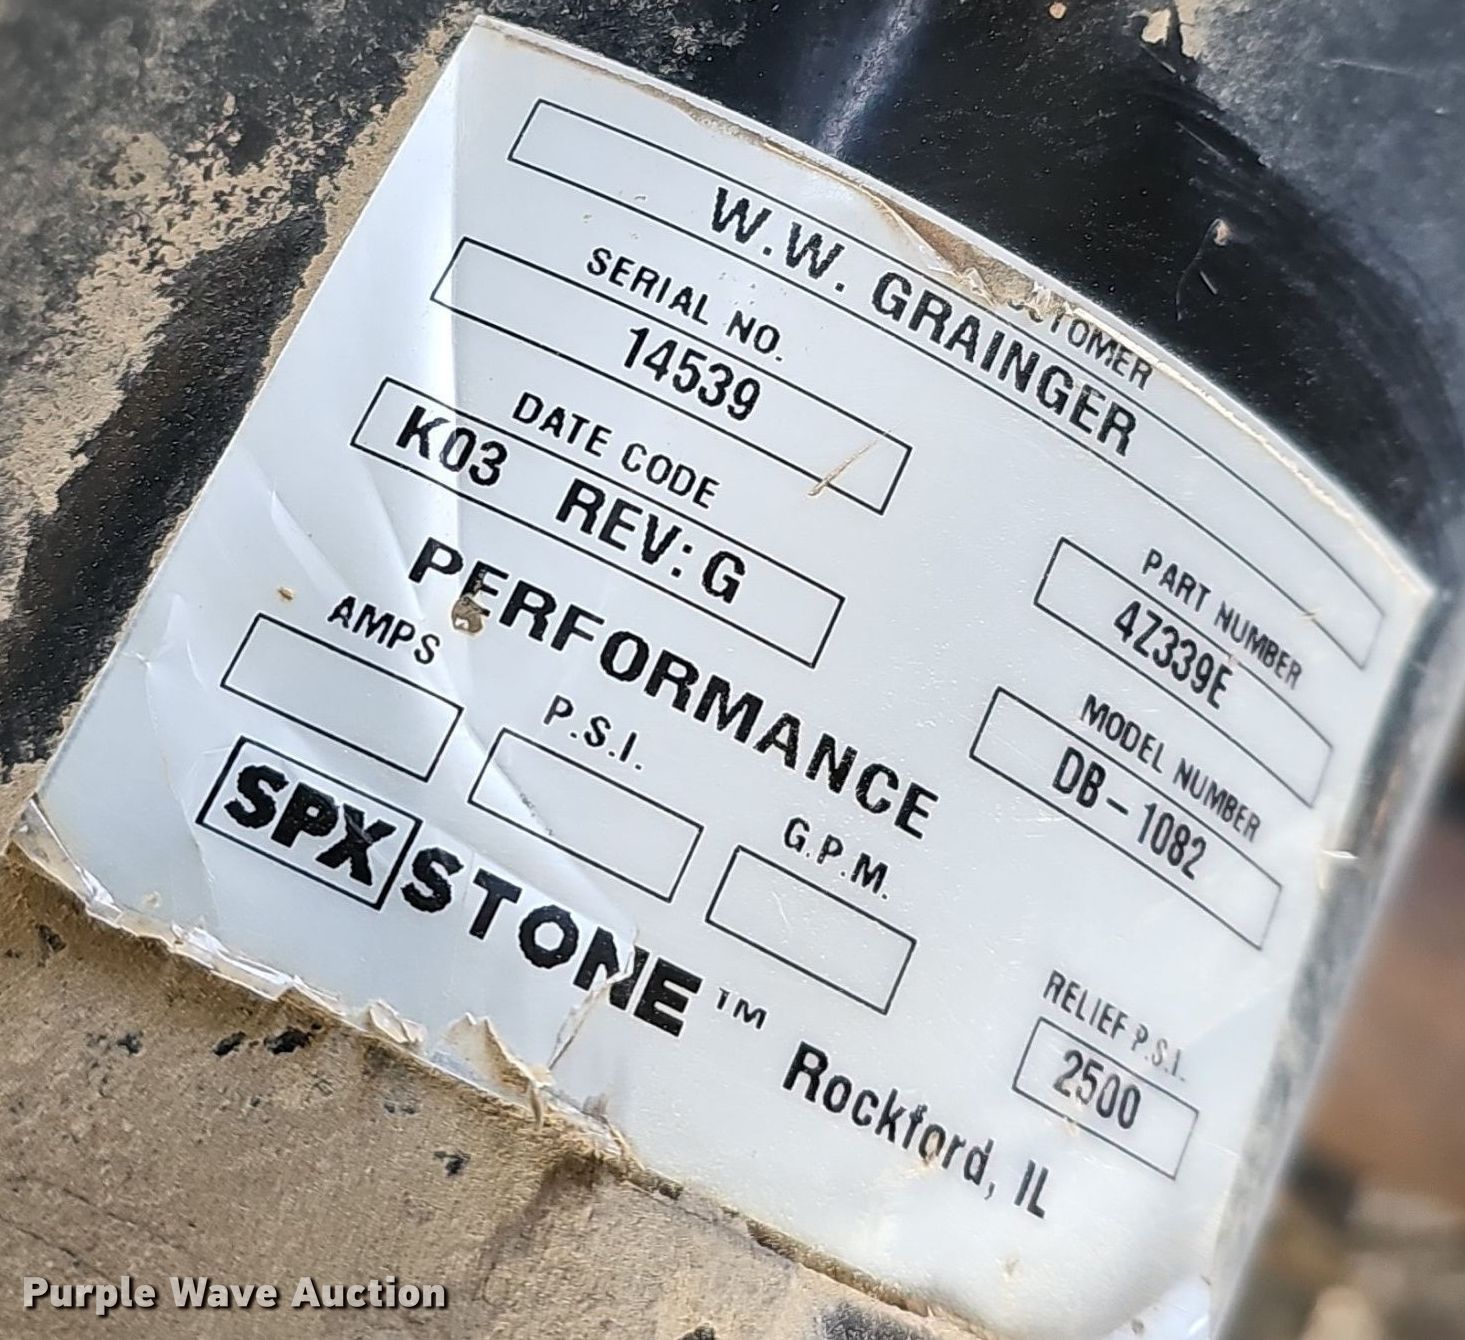 CUSTOMER
W.W. GRAINGER
SERIAL NO.
14539
PART NUMBER
4Z339E
DATE CODE
K03 REV: G
MODEL NUMBER
DB-1082
PERFORMANCE
AMPS
P.S.I.
G.P.M.
RELIEF P.S.I.
2500
SPX STONE™ Rockford, IL
Purple Wave Auction